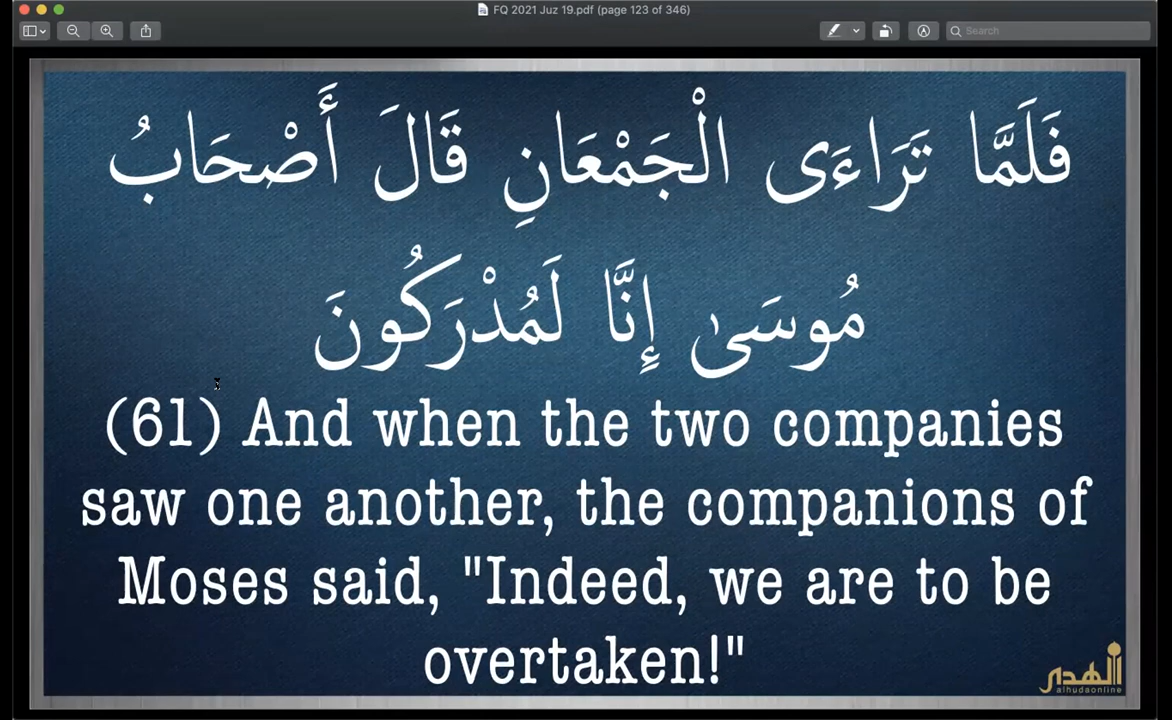 FQ 2021 Juz 19.pdf (page 123 of 346)
Search
فَلَمَّا تَرَاءَى الْجَمْعَانِ قَالَ أَصْحَابُ
مُوسَىٰ إِنَّا لَمُدْرَكُونَ
(61) And when the two companies
saw one another, the companions of
Moses said, "Indeed, we are to be
overtaken!"
الهدى
alhudaonline